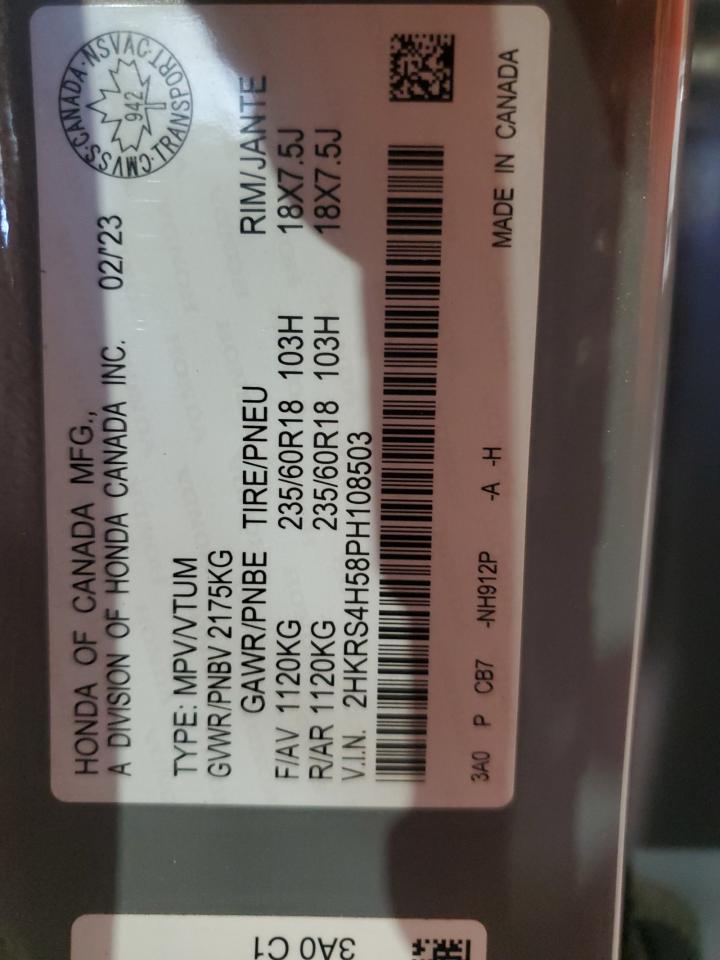 HONDA OF CANADA MFG.,
A DIVISION OF HONDA CANADA INC. 02/'23
CMVSS·CANADA·NSVAC·TRANSPORT
942
TYPE: MPV/VTUM
GVWR/PNBV 2175KG
GAWR/PNBE TIRE/PNEU RIM/JANTE
F/AV 1120KG 235/60R18 103H 18X7.5J
R/AR 1120KG 235/60R18 103H 18X7.5J
V.I.N. 2HKRS4H58PH108503
MADE IN CANADA
3A0 P CB7 -NH912P -A -H
3A0 C1